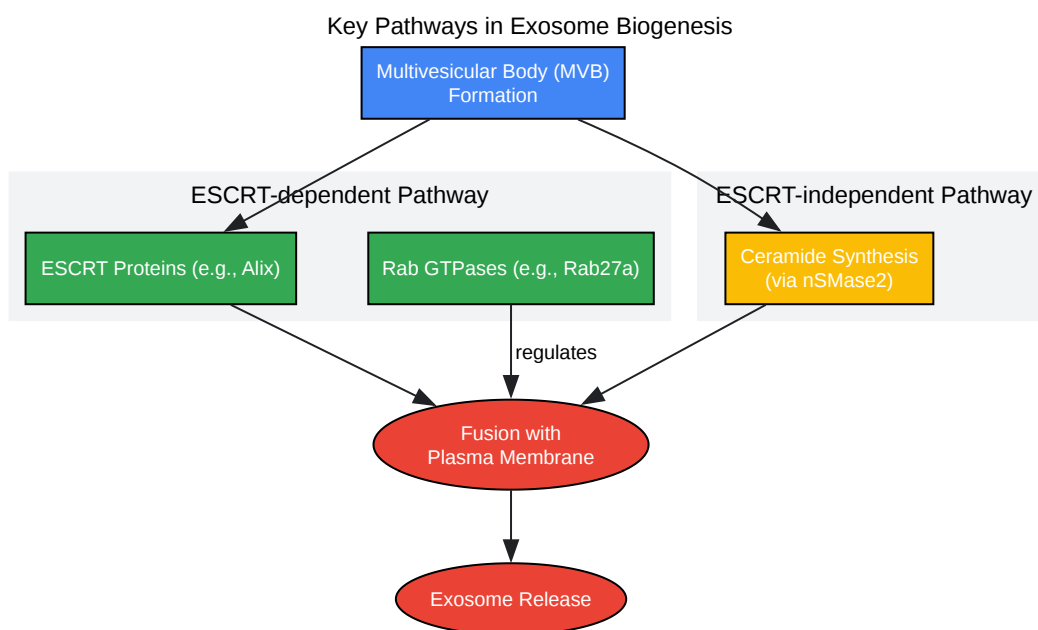 Key Pathways in Exosome Biogenesis
Multivesicular Body (MVB)
Formation
ESCRT-dependent Pathway
ESCRT-independent Pathway
ESCRT Proteins (e.g., Alix)
Rab GTPases (e.g., Rab27a)
Ceramide Synthesis
(via nSMase2)
regulates
Fusion with
Plasma Membrane
Exosome Release